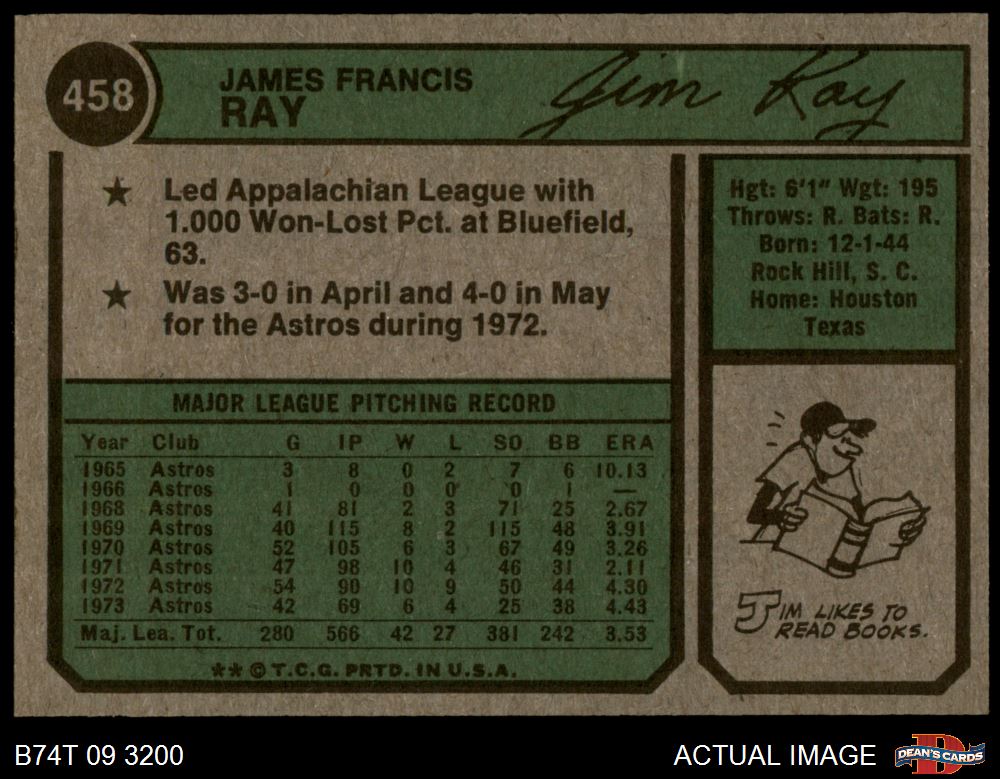 458
JAMES FRANCIS
RAY
Jim Ray
★ Led Appalachian League with
1.000 Won-Lost Pct. at Bluefield,
63.
★ Was 3-0 in April and 4-0 in May
for the Astros during 1972.
Hgt: 6'1" Wgt: 195
Throws: R. Bats: R.
Born: 12-1-44
Rock Hill, S. C.
Home: Houston
Texas
MAJOR LEAGUE PITCHING RECORD
Year Club G IP W L SO BB ERA
1965 Astros 3 8 0 2 7 6 10.13
1966 Astros 1 0 0 0 0 1 —
1968 Astros 41 81 2 3 71 25 2.67
1969 Astros 40 115 8 2 115 48 3.91
1970 Astros 52 105 6 3 67 49 3.26
1971 Astros 47 98 10 4 46 31 2.11
1972 Astros 54 90 10 9 50 44 4.30
1973 Astros 42 69 6 4 25 38 4.43
Maj. Lea. Tot. 280 566 42 27 381 242 3.53
** © T.C.G. PRTD. IN U.S.A.
JIM LIKES TO
READ BOOKS.
B74T 09 3200
ACTUAL IMAGE
DEAN'S CARDS